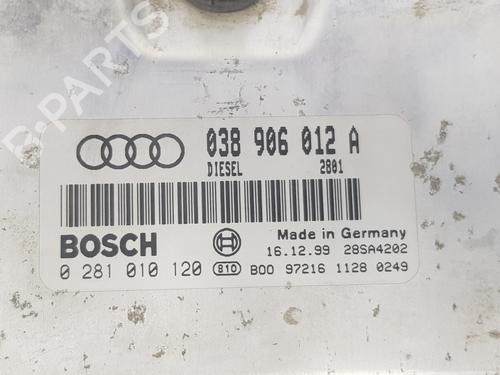 B-PARTS
038 906 012 A
DIESEL 2801
BOSCH
Made in Germany
16.12.99 28SA4202
0 281 010 120 810 B00 97216 1128 0249